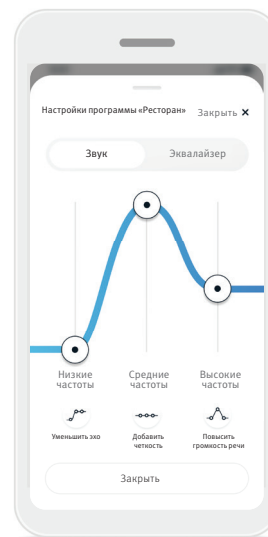 Настройки программы «Ресторан» Закрыть ×
Звук Эквалайзер
Низкие частоты
Средние частоты
Высокие частоты
Уменьшить эхо
Добавить четкость
Повысить громкость речи
Закрыть